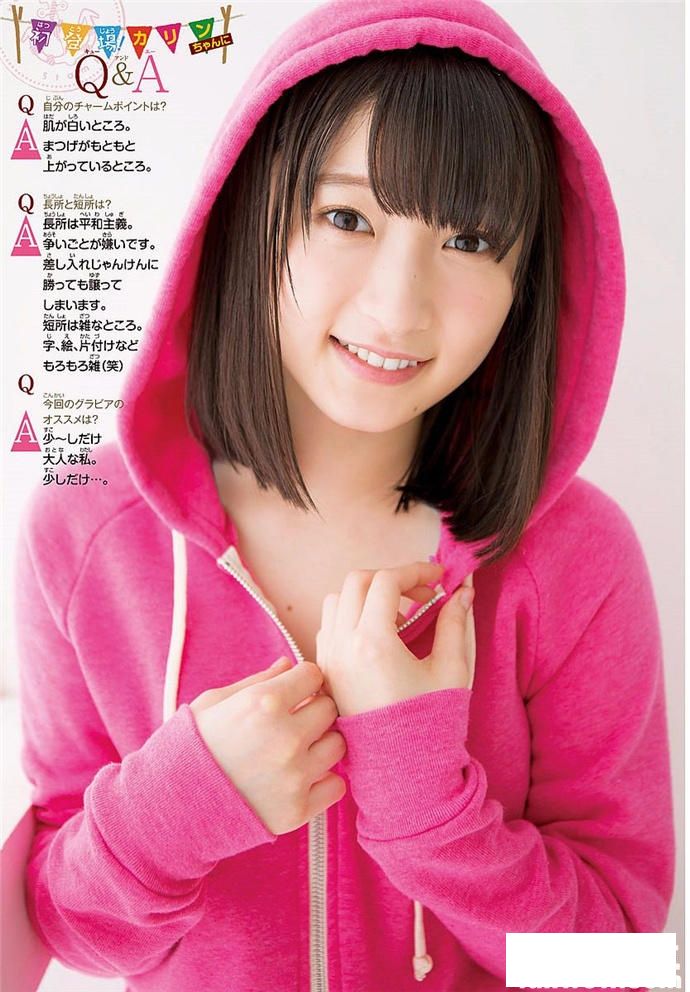 初登場!カリンちゃんに
Q&A
Q 自分のチャームポイントは?
A 肌が白いところ。
まつげがもともと
上がっているところ。
Q 長所と短所は?
A 長所は平和主義。
争いごとが嫌いです。
差し入れじゃんけんに
勝っても譲って
しまいます。
短所は雑なところ。
字、絵、片付けなど
もろもろ雑(笑)
Q 今回のグラビアの
オススメは?
A 少〜しだけ
大人な私。
少しだけ…。